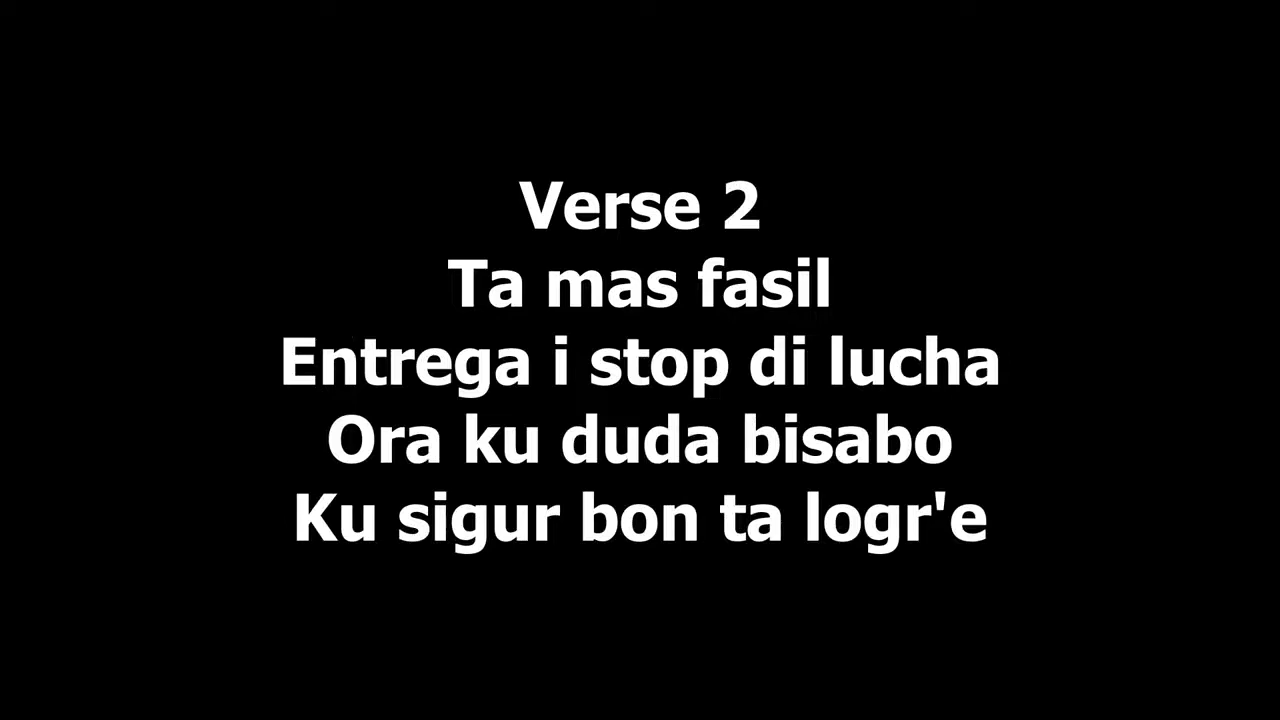 Verse 2
Ta mas fasil
Entrega i stop di lucha
Ora ku duda bisabo
Ku sigur bon ta logr'e